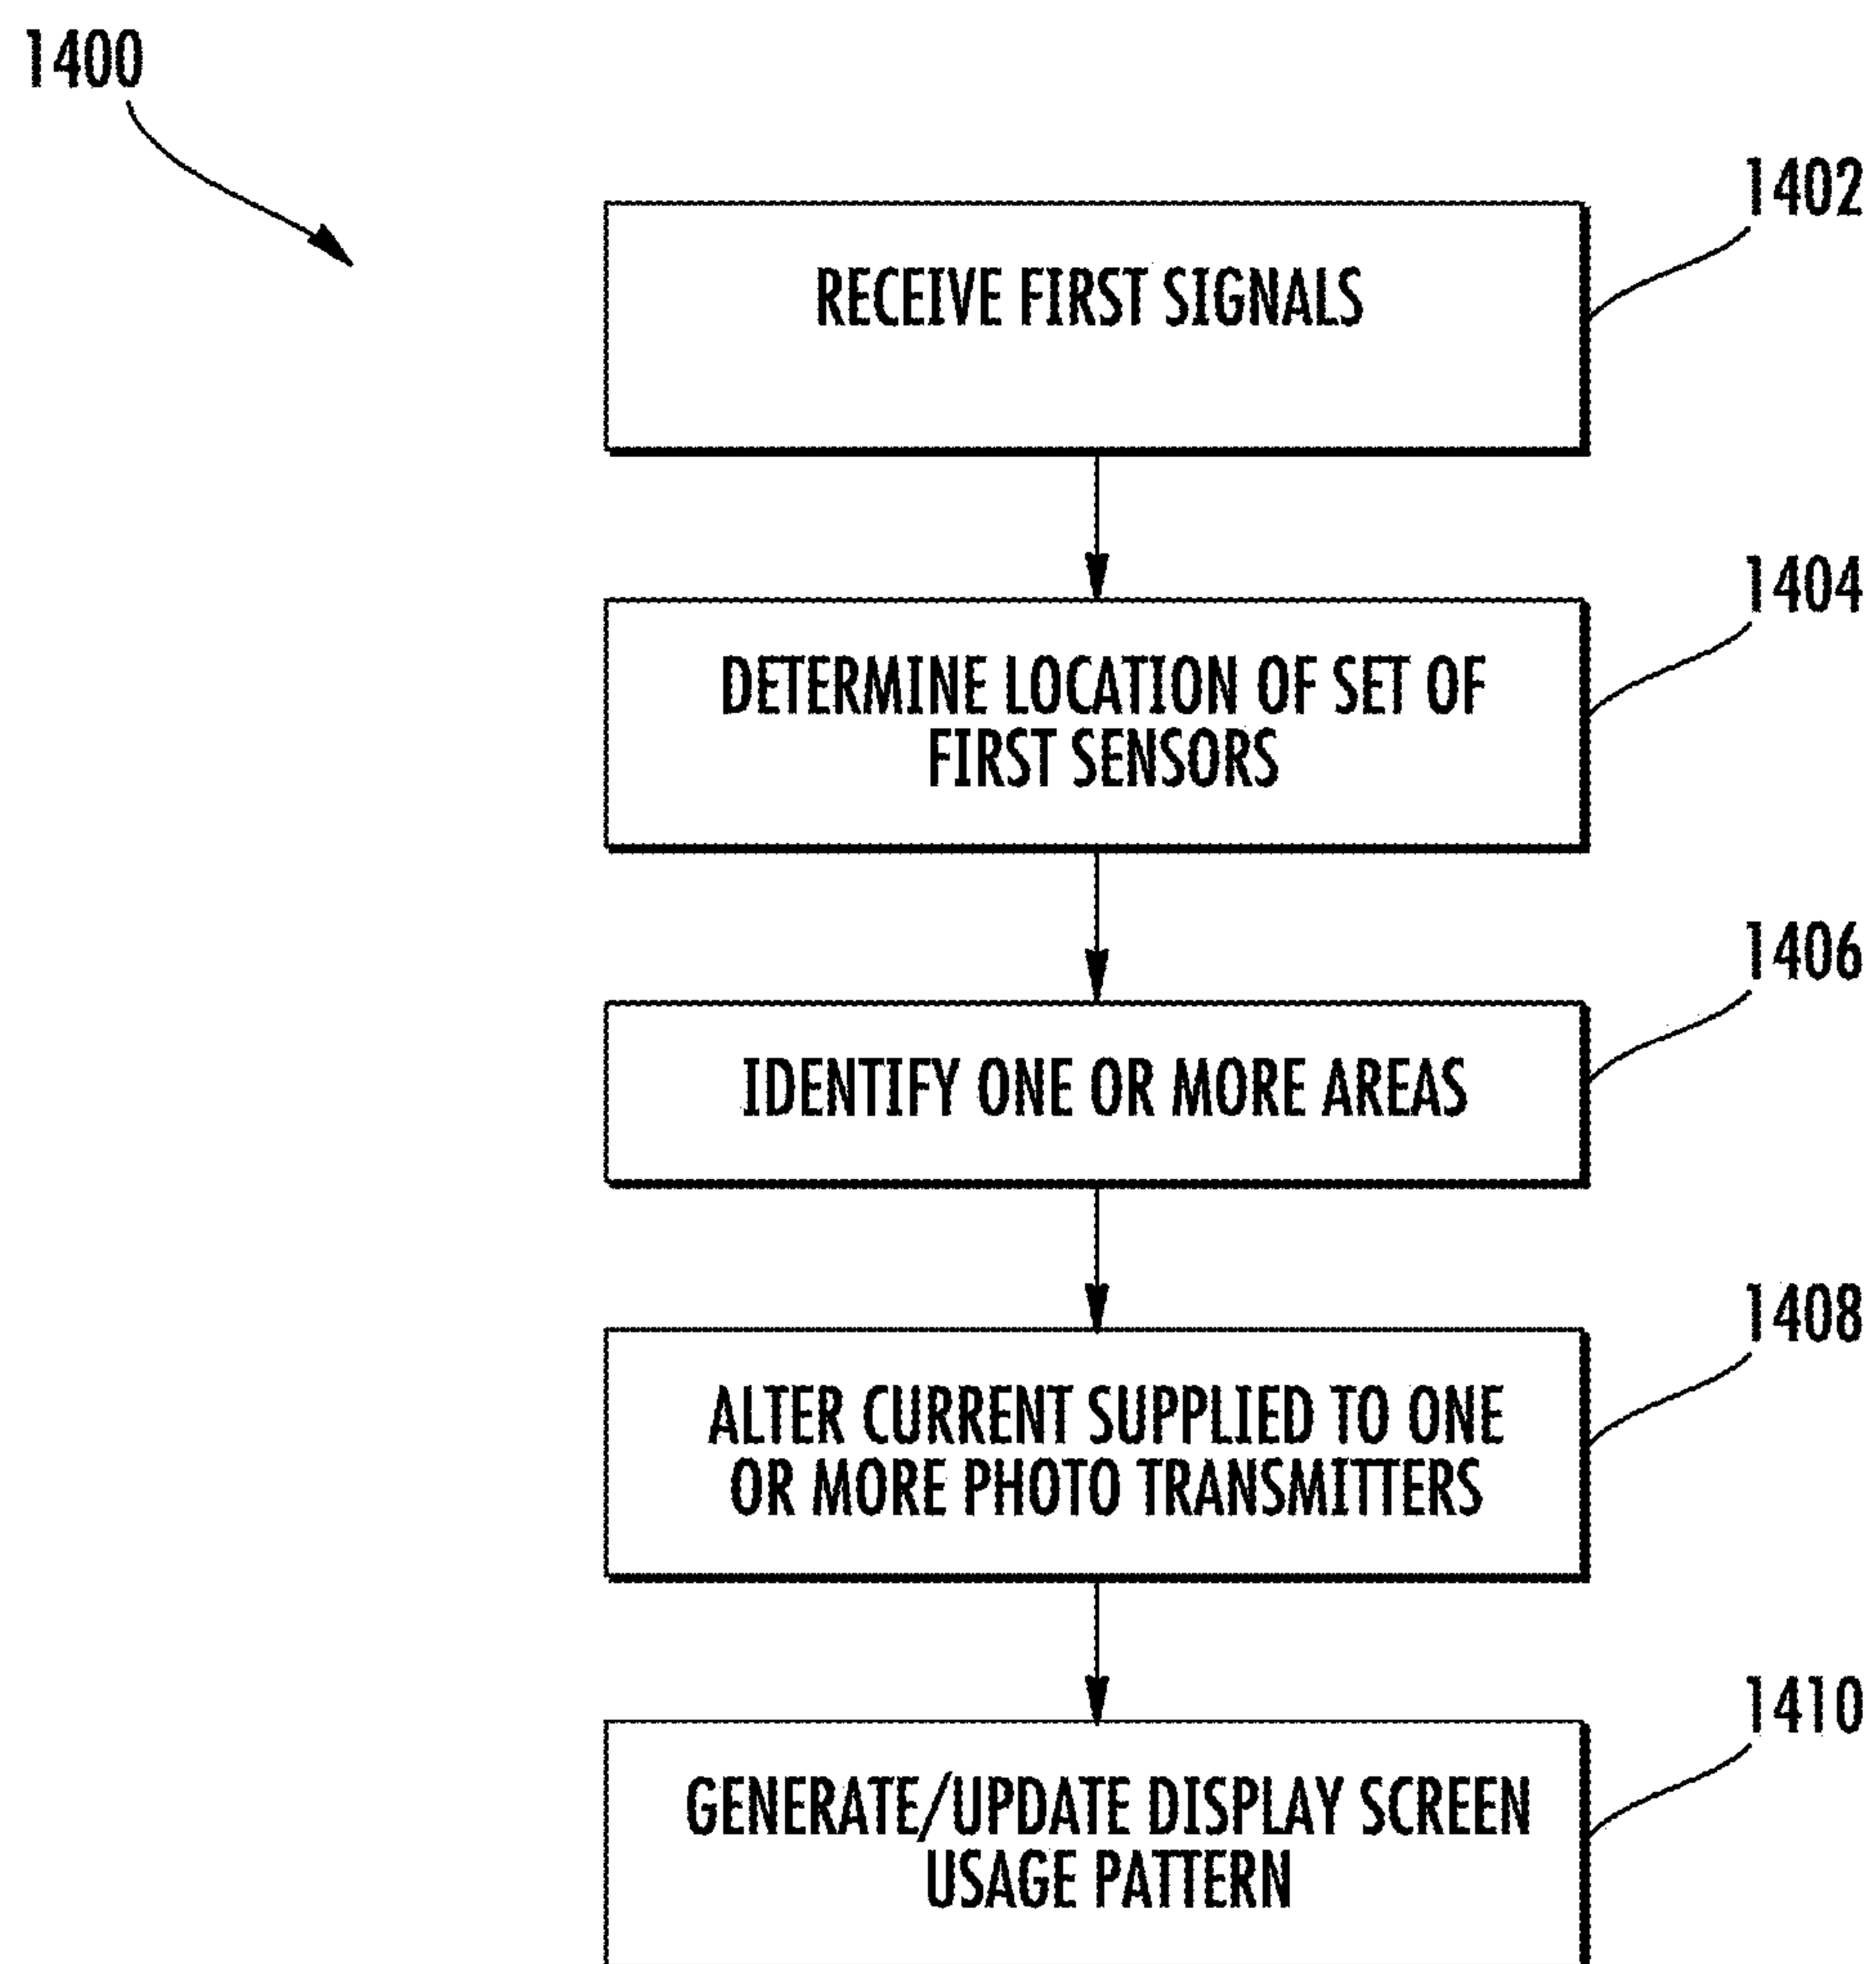 1400
1402
RECEIVE FIRST SIGNALS
1404
DETERMINE LOCATION OF SET OF
FIRST SENSORS
1406
IDENTIFY ONE OR MORE AREAS
1408
ALTER CURRENT SUPPLIED TO ONE
OR MORE PHOTO TRANSMITTERS
1410
GENERATE/UPDATE DISPLAY SCREEN
USAGE PATTERN